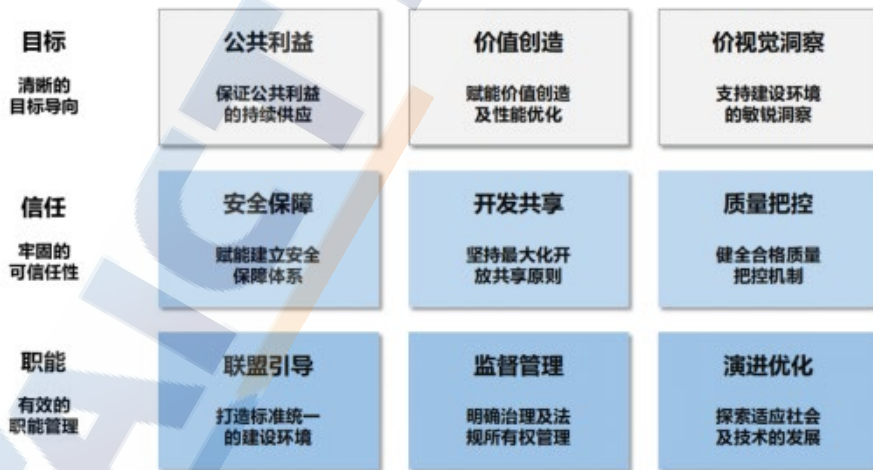 目标
清晰的
目标导向
公共利益
保证公共利益
的持续供应
价值创造
赋能价值创造
及性能优化
价视觉洞察
支持建设环境
的敏锐洞察
信任
牢固的
可信任性
安全保障
赋能建立安全
保障体系
开发共享
坚持最大化开
放共享原则
质量把控
健全合格质量
把控机制
职能
有效的
职能管理
联盟引导
打造标准统一
的建设环境
监督管理
明确治理及法
规所有权管理
演进优化
探索适应社会
及技术的发展
AICT